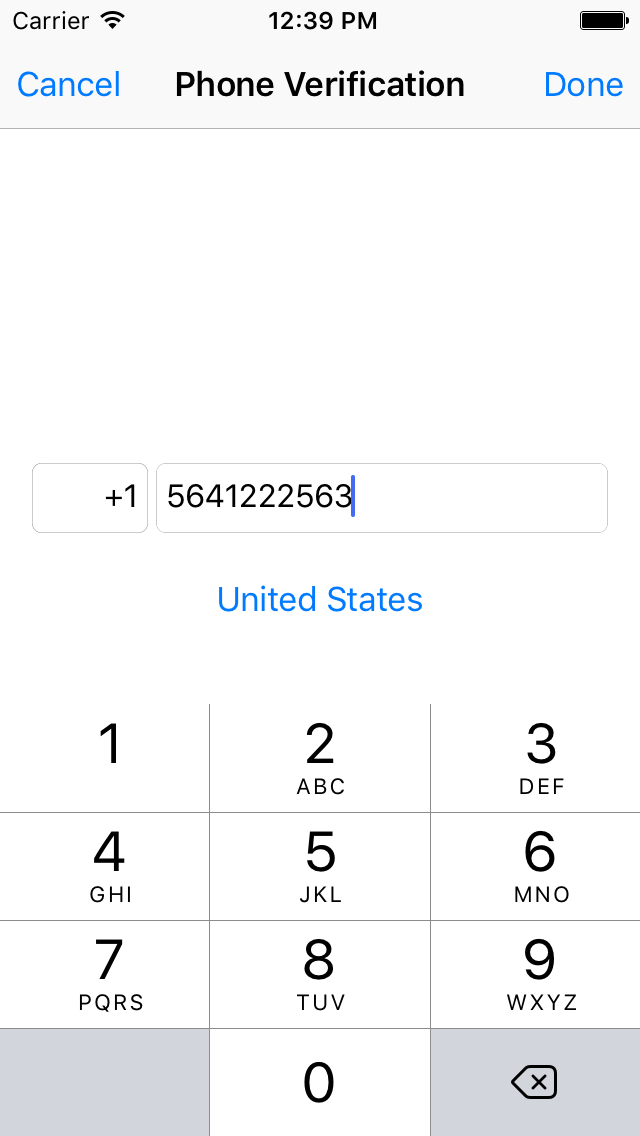 Carrier 12:39 PM
Cancel Phone Verification Done
+1 5641222563
United States
1 2 3
ABC DEF
4 5 6
GHI JKL MNO
7 8 9
PQRS TUV WXYZ
0